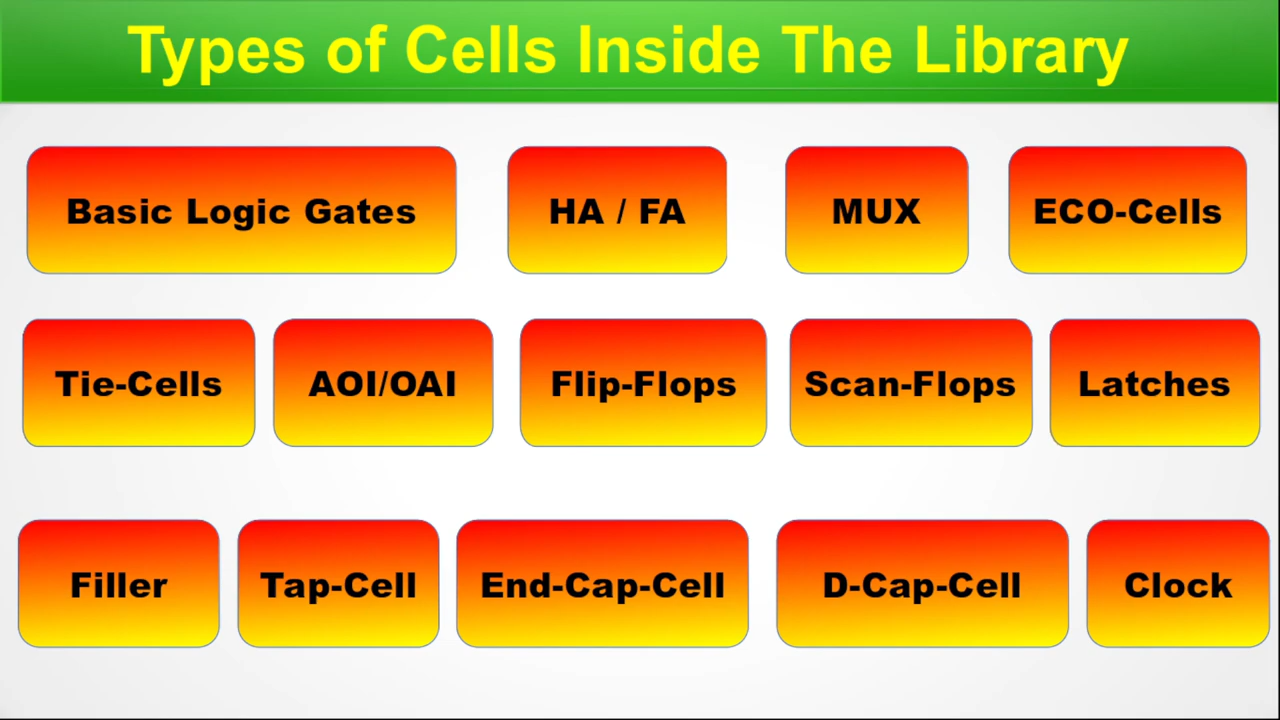 Types of Cells Inside The Library
Basic Logic Gates
HA / FA
MUX
ECO-Cells
Tie-Cells
AOI/OAI
Flip-Flops
Scan-Flops
Latches
Filler
Tap-Cell
End-Cap-Cell
D-Cap-Cell
Clock